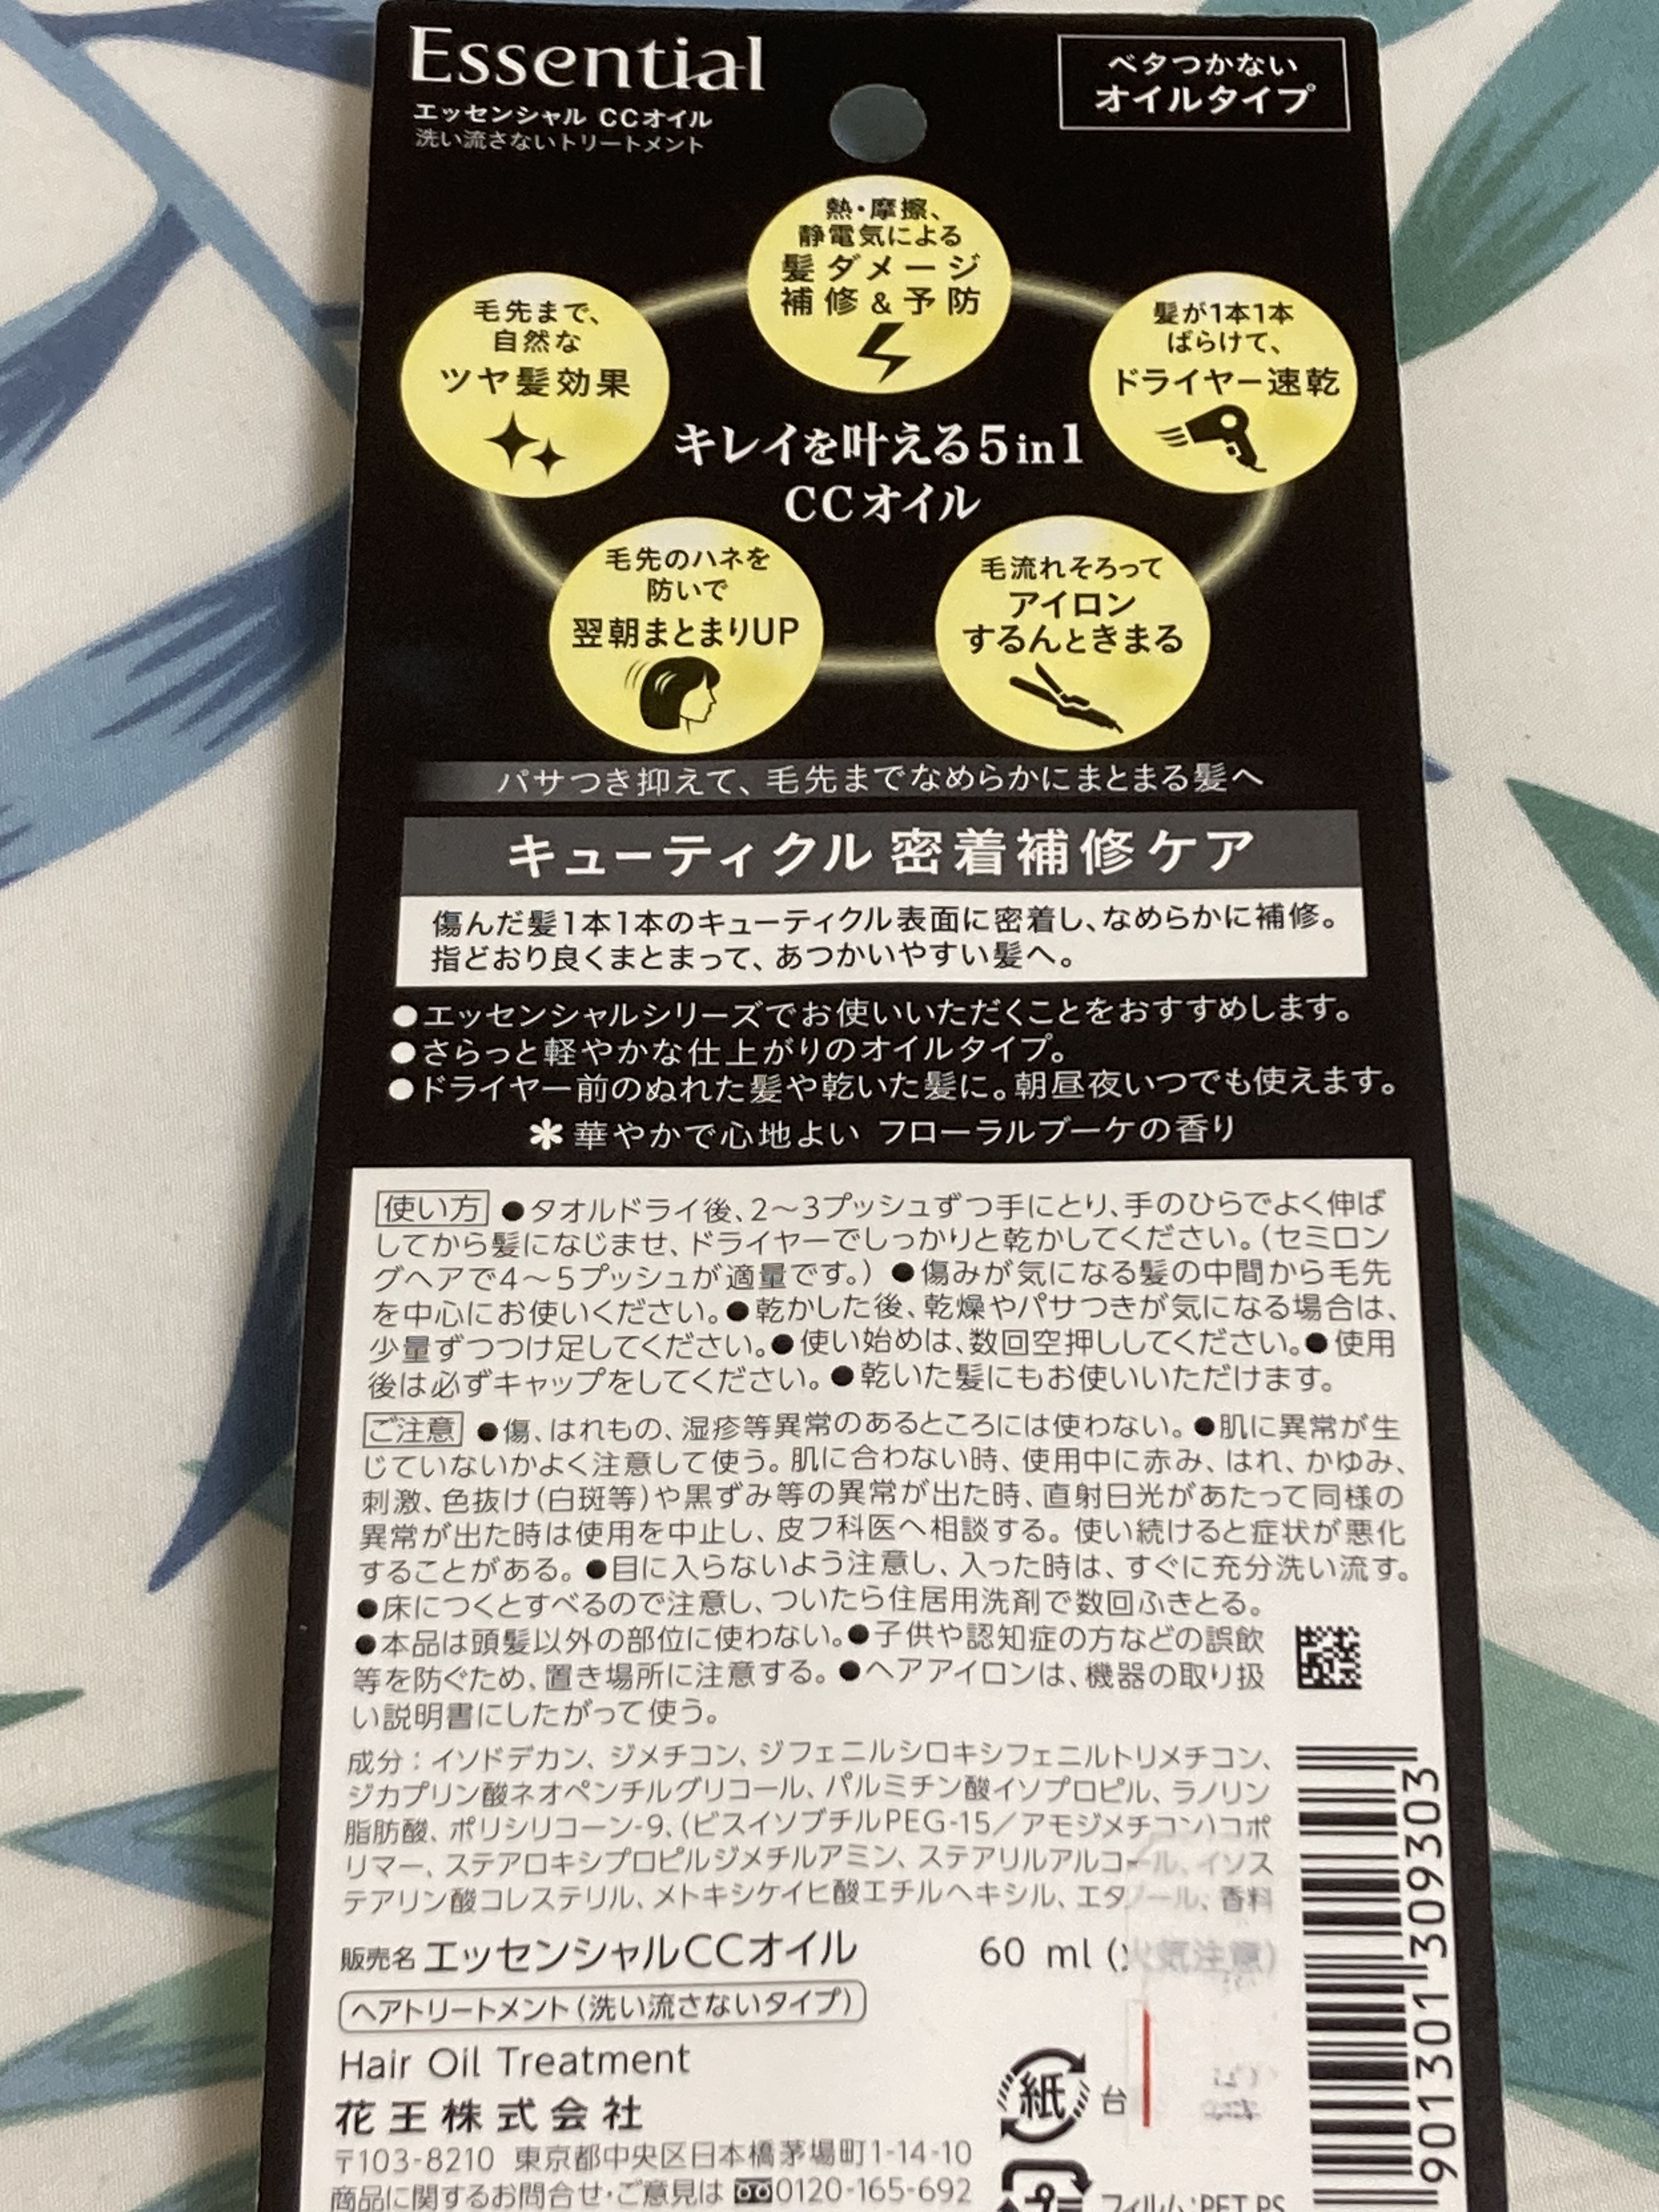 Essential
エッセンシャル CCオイル
洗い流さないトリートメント
ベタつかない
オイルタイプ
熱・摩擦、
静電気による
髪ダメージ
補修&予防
毛先まで、
自然な
ツヤ髪効果
髪が1本1本
ばらけて、
ドライヤー速乾
キレイを叶える5in1
CCオイル
毛先のハネを
防いで
翌朝まとまりUP
毛流れそろって
アイロン
するんときまる
パサつき抑えて、毛先までなめらかにまとまる髪へ
キューティクル 密着補修ケア
傷んだ髪1本1本のキューティクル表面に密着し、なめらかに補修。
指どおり良くまとまって、あつかいやすい髪へ。
●エッセンシャルシリーズでお使いいただくことをおすすめします。
●さらっと軽やかな仕上がりのオイルタイプ。
●ドライヤー前のぬれた髪や乾いた髪に。朝昼夜いつでも使えます。
＊華やかで心地よい フローラルブーケの香り
使い方 ●タオルドライ後、2〜3プッシュずつ手にとり、手のひらでよく伸ば
してから髪になじませ、ドライヤーでしっかりと乾かしてください。(セミロン
グヘアで4〜5プッシュが適量です。) ●傷みが気になる髪の中間から毛先
を中心にお使いください。●乾かした後、乾燥やパサつきが気になる場合は、
少量ずつつけ足してください。●使い始めは、数回空押ししてください。●使用
後は必ずキャップをしてください。●乾いた髪にもお使いいただけます。
ご注意 ●傷、はれもの、湿疹等異常のあるところには使わない。●肌に異常が生
じていないかよく注意して使う。肌に合わない時、使用中に赤み、はれ、かゆみ、
刺激、色抜け(白斑等)や黒ずみ等の異常が出た時、直射日光があたって同様の
異常が出た時は使用を中止し、皮フ科医へ相談する。使い続けると症状が悪化
することがある。●目に入らないよう注意し、入った時は、すぐに充分洗い流す。
●床につくとすべるので注意し、ついたら住居用洗剤で数回ふきとる。
●本品は頭髪以外の部位に使わない。●子供や認知症の方などの誤飲
等を防ぐため、置き場所に注意する。●ヘアアイロンは、機器の取り扱
い説明書にしたがって使う。
成分：イソドデカン、ジメチコン、ジフェニルシロキシフェニルトリメチコン、
ジカプリン酸ネオペンチルグリコール、パルミチン酸イソプロピル、ラノリン
脂肪酸、ポリシリコーン-9、(ビスイソブチルPEG-15/アモジメチコン)コポ
リマー、ステアロキシプロピルジメチルアミン、ステアリルアルコール、イソス
テアリン酸コレステリル、メトキシケイヒ酸エチルヘキシル、エタノール、香料
販売名 エッセンシャルCCオイル 60 ml (火気注意)
ヘアトリートメント(洗い流さないタイプ)
Hair Oil Treatment
花王株式会社
〒103-8210 東京都中央区日本橋茅場町1-14-10
商品に関するお問合せ・ご意見は 0120-165-692
紙 台
フィルム:PET,PS
4901301309303